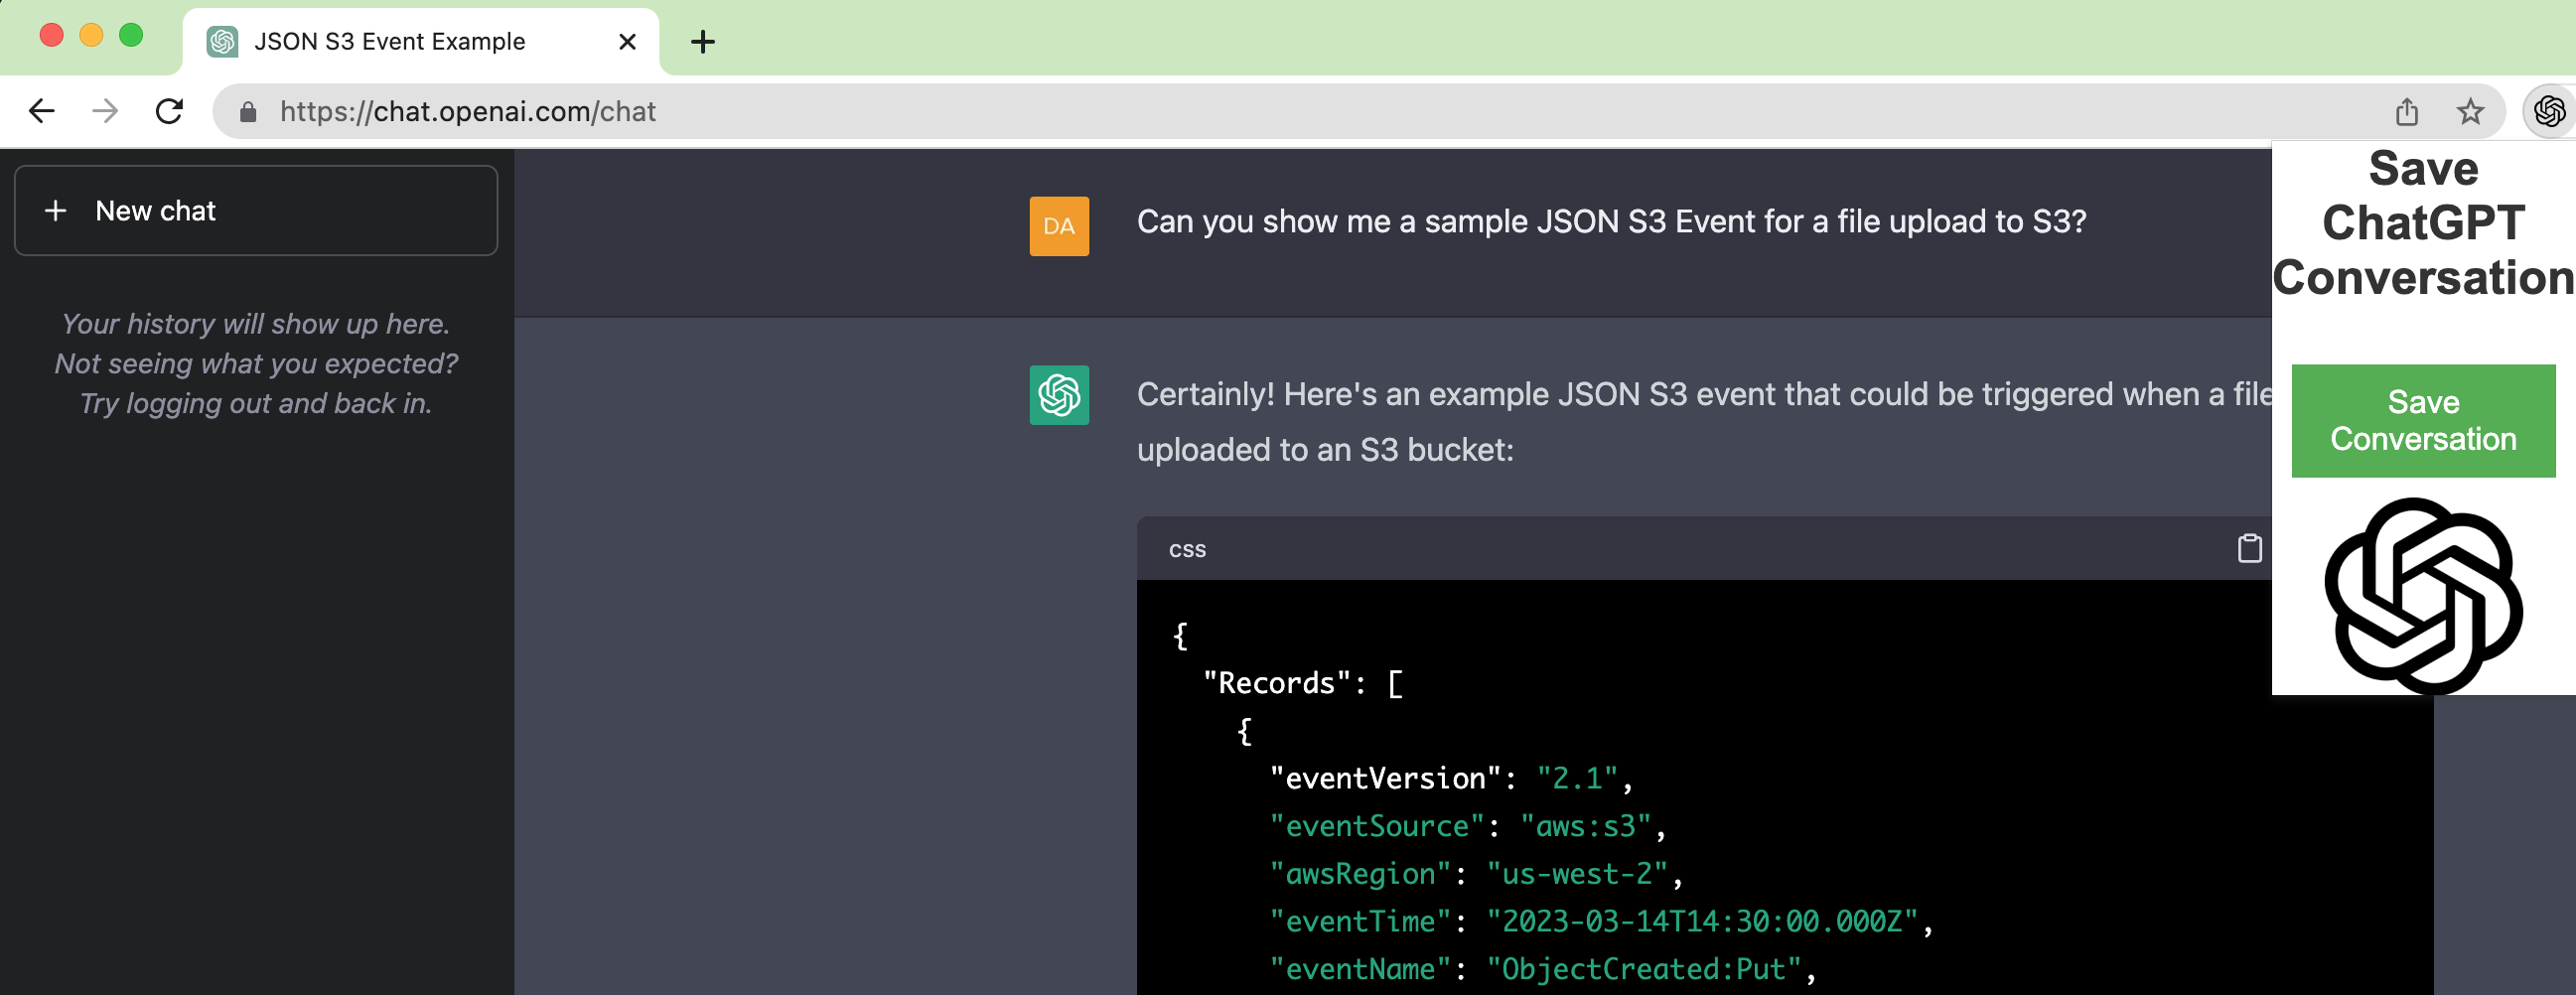 JSON S3 Event Example
https://chat.openai.com/chat
New chat
Your history will show up here.
Not seeing what you expected?
Try logging out and back in.
DA
Can you show me a sample JSON S3 Event for a file upload to S3?
Certainly! Here's an example JSON S3 event that could be triggered when a file
uploaded to an S3 bucket:
css
{
"Records": [
{
"eventVersion": "2.1",
"eventSource": "aws:s3",
"awsRegion": "us-west-2",
"eventTime": "2023-03-14T14:30:00.000Z",
"eventName": "ObjectCreated:Put",
Save
ChatGPT
Conversation
Save
Conversation